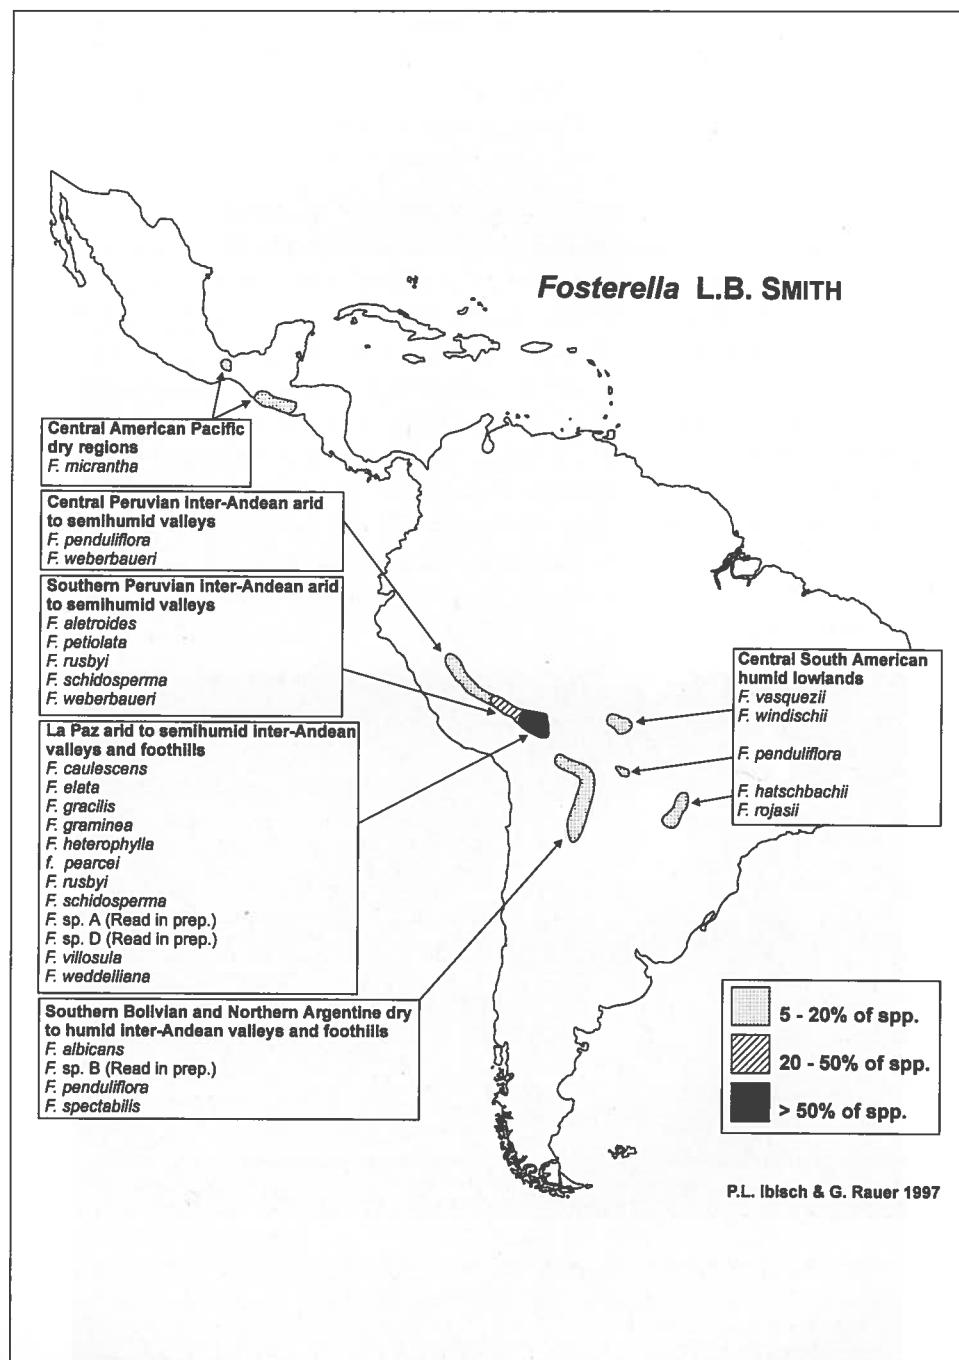 Fosterella L.B. SMITH
Central American Pacific
dry regions
F. micrantha
Central Peruvian inter-Andean arid
to semihumid valleys
F. penduliflora
F. weberbaueri
Southern Peruvian inter-Andean arid
to semihumid valleys
F. aletroides
F. petiolata
F. rusbyi
F. schidosperma
F. weberbaueri
La Paz arid to semihumid inter-Andean
valleys and foothills
F. caulescens
F. elata
F. gracilis
F. graminea
F. heterophylla
f. pearcei
F. rusbyi
F. schidosperma
F. sp. A (Read in prep.)
F. sp. D (Read in prep.)
F. villosula
F. weddelliana
Southern Bolivian and Northern Argentine dry
to humid inter-Andean valleys and foothills
F. albicans
F. sp. B (Read in prep.)
F. penduliflora
F. spectabilis
Central South American
humid lowlands
F. vasquezii
F. windischii
F. penduliflora
F. hatschbachii
F. rojasii
5 - 20% of spp.
20 - 50% of spp.
> 50% of spp.
P.L. Ibisch & G. Rauer 1997